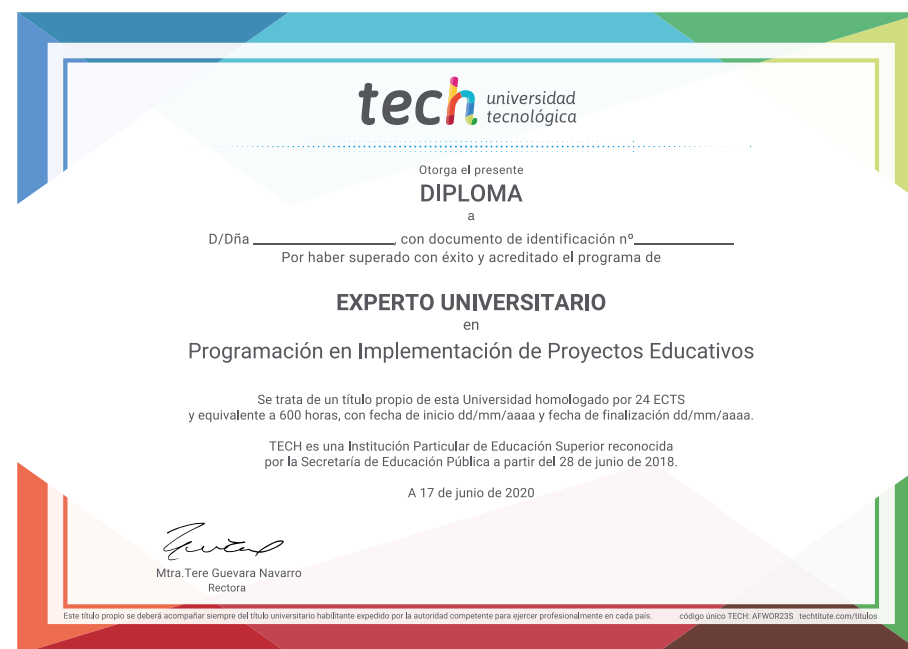 tech universidad
tecnológica
Otorga el presente
DIPLOMA
a
D/Dña ______________, con documento de identificación nº__________
Por haber superado con éxito y acreditado el programa de
EXPERTO UNIVERSITARIO
en
Programación en Implementación de Proyectos Educativos
Se trata de un título propio de esta Universidad homologado por 24 ECTS
y equivalente a 600 horas, con fecha de inicio dd/mm/aaaa y fecha de finalización dd/mm/aaaa.
TECH es una Institución Particular de Educación Superior reconocida
por la Secretaría de Educación Pública a partir del 28 de junio de 2018.
A 17 de junio de 2020
Mtra.Tere Guevara Navarro
Rectora
Este título propio se deberá acompañar siempre del título universitario habilitante expedido por la autoridad competente para ejercer profesionalmente en cada país. código único TECH: AFWOR23S techtitute.com/titulos